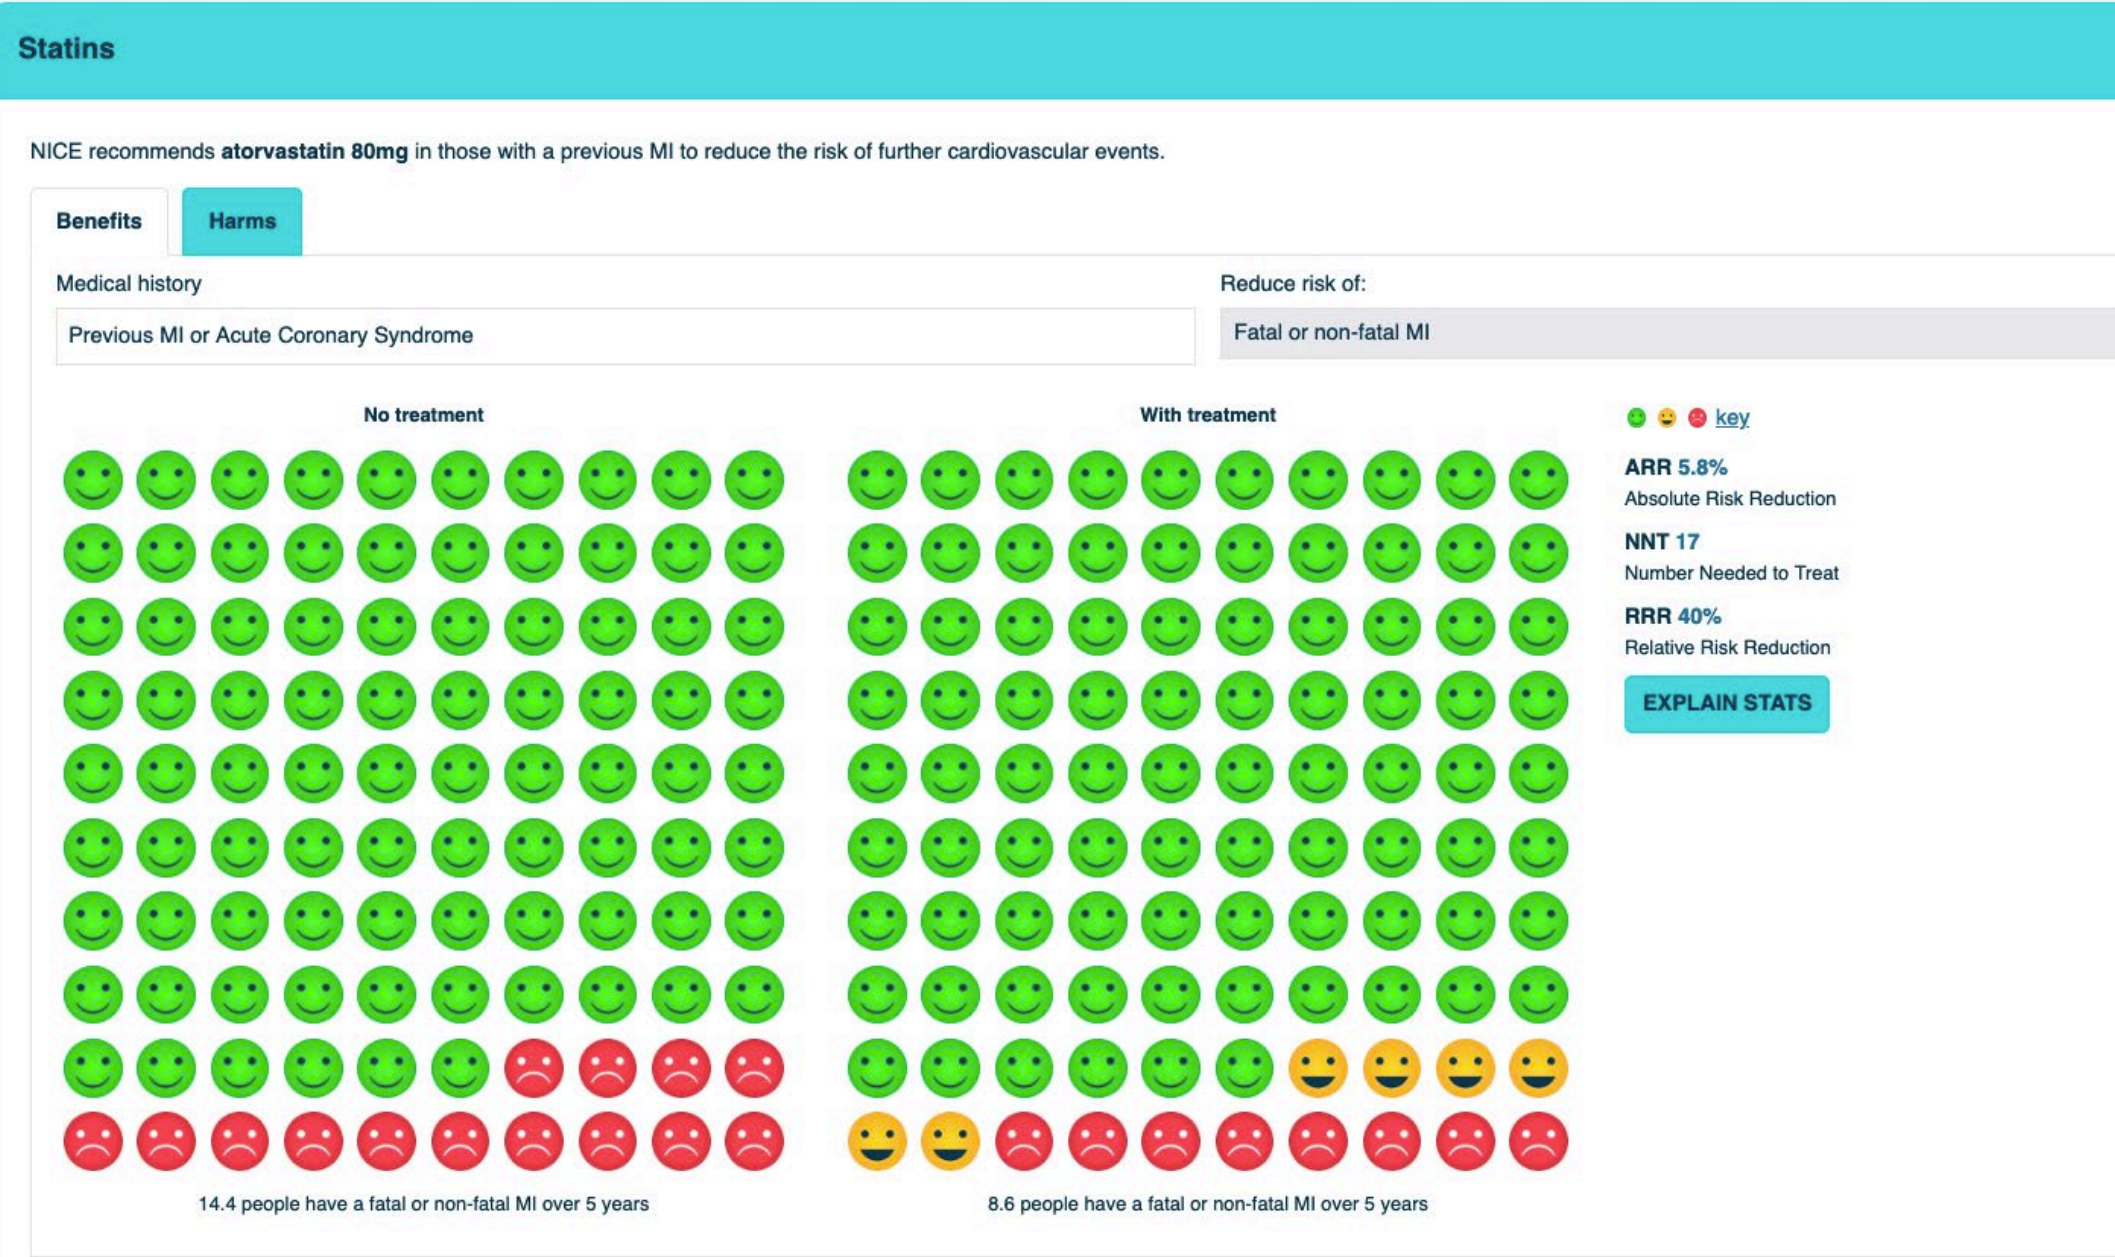 Statins
NICE recommends atorvastatin 80mg in those with a previous MI to reduce the risk of further cardiovascular events.
Benefits
Harms
Medical history
Reduce risk of:
Previous MI or Acute Coronary Syndrome
Fatal or non-fatal MI
No treatment
With treatment
key
ARR 5.8%
Absolute Risk Reduction
NNT 17
Number Needed to Treat
RRR 40%
Relative Risk Reduction
EXPLAIN STATS
14.4 people have a fatal or non-fatal MI over 5 years
8.6 people have a fatal or non-fatal MI over 5 years